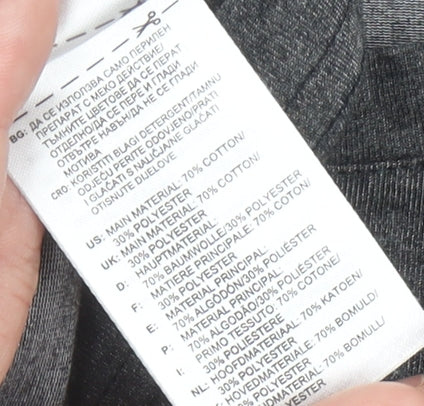 BG: ДА СЕ ИЗПОЛЗВА САМО ПЕРИЛЕН
ПРЕПАРАТ С МЕКО ДЕЙСТВИЕ/
ТЪМНИТЕ ЦВЕТОВЕ ДА СЕ ПЕРАТ
ОТДЕЛНО/ДА СЕ ПЕРЕ И ГЛАДИ
ОТВЪТРЕ НАВЪН/ДА НЕ СЕ ГЛАДИ
МОТИВА
CRO: KORISTITI BLAGI DETERGENT/TAMNU
ODJEĆU PERITE ODVOJENO/PRATI
I GLAČATI S NALIČJA/NE GLAČATI
OTISNUTE DIJELOVE
US: MAIN MATERIAL: 70% COTTON/
30% POLYESTER
UK: MAIN MATERIAL: 70% COTTON/
30% POLYESTER
D: HAUPTMATERIAL:
70% BAUMWOLLE/30% POLYESTER
F: MATIERE PRINCIPALE: 70% COTON/
30% POLYESTER
E: MATERIAL PRINCIPAL:
70% ALGODÓN/30% POLIÉSTER
P: MATERIAL PRINCIPAL:
70% ALGODÃO/30% POLIÉSTER
I: PRIMO TESSUTO: 70% COTONE/
30% POLIESTERE
NL: HOOFDMATERIAAL: 70% KATOEN/
30% POLYESTER
HOVEDMATERIALE: 70% BOMULD/
30% POLYESTER
HOVEDMATERIALE: 70% BOMULL/
POLYESTER